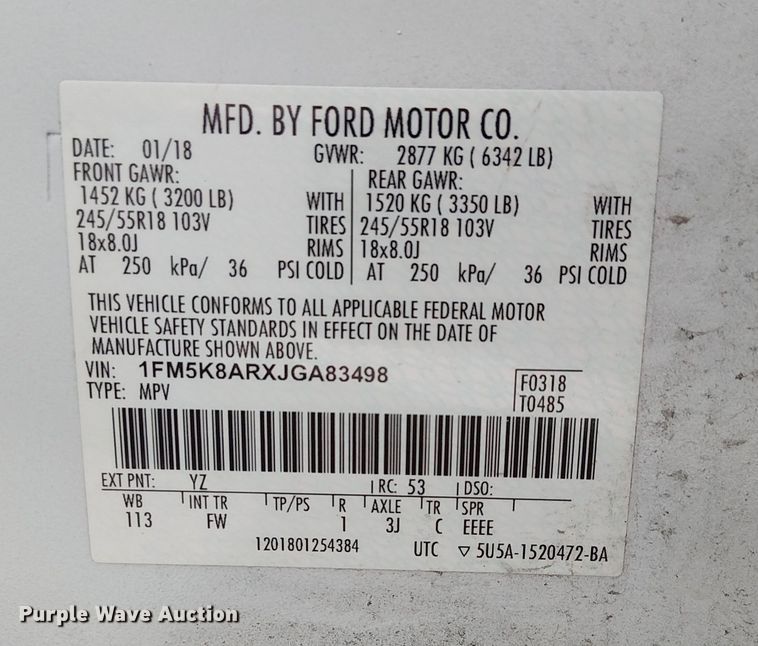 MFD. BY FORD MOTOR CO.
DATE: 01/18 GVWR: 2877 KG ( 6342 LB)
FRONT GAWR: REAR GAWR:
1452 KG ( 3200 LB) WITH 1520 KG ( 3350 LB) WITH
245/55R18 103V TIRES 245/55R18 103V TIRES
18x8.0J RIMS 18x8.0J RIMS
AT 250 kPa/ 36 PSI COLD AT 250 kPa/ 36 PSI COLD
THIS VEHICLE CONFORMS TO ALL APPLICABLE FEDERAL MOTOR
VEHICLE SAFETY STANDARDS IN EFFECT ON THE DATE OF
MANUFACTURE SHOWN ABOVE.
VIN: 1FM5K8ARXJGA83498 F0318
TYPE: MPV T0485
EXT PNT: YZ RC: 53 DSO:
WB INT TR TP/PS R AXLE TR SPR
113 FW 1 3J C EEEE
1201801254384 UTC ▽ 5U5A-1520472-BA
Purple Wave Auction